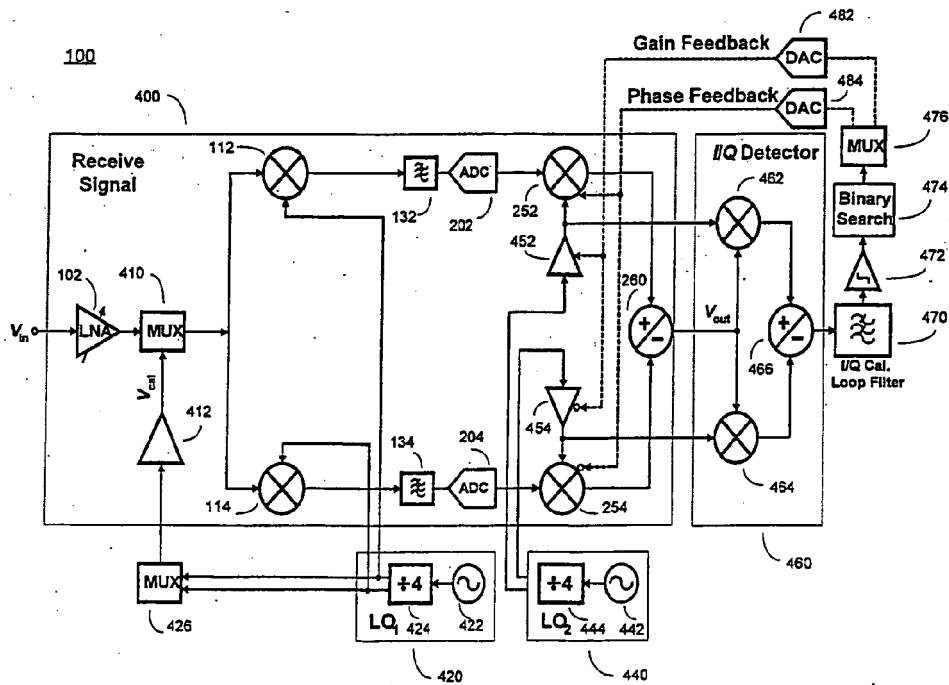 100
400
Receive Signal
102
LNA
V_in
410
MUX
V_cal
412
MUX
426
112
114
132
ADC
202
134
ADC
204
252
452
454
254
260
V_out
Gain Feedback
Phase Feedback
DAC
482
DAC
484
MUX
476
Binary Search
474
472
470
I/Q Cal. Loop Filter
I/Q Detector
462
464
466
460
÷4
LO₁
424
422
420
÷4
LO₂
444
442
440